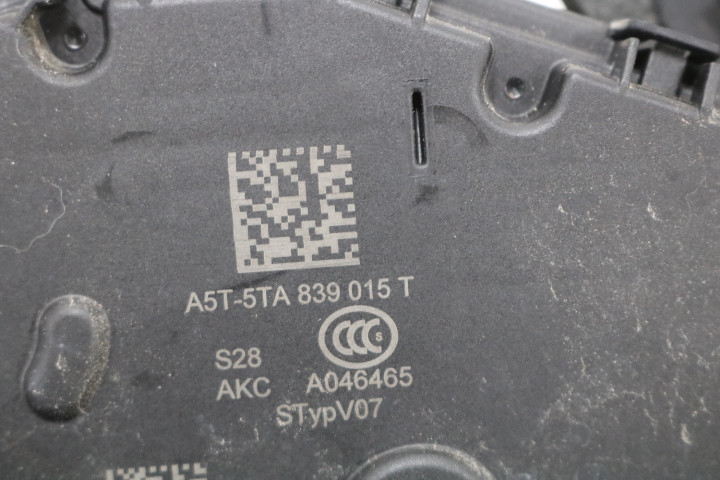 A5T-5TA 839 015 T
CCC S
S28
AKC A046465
STypV07